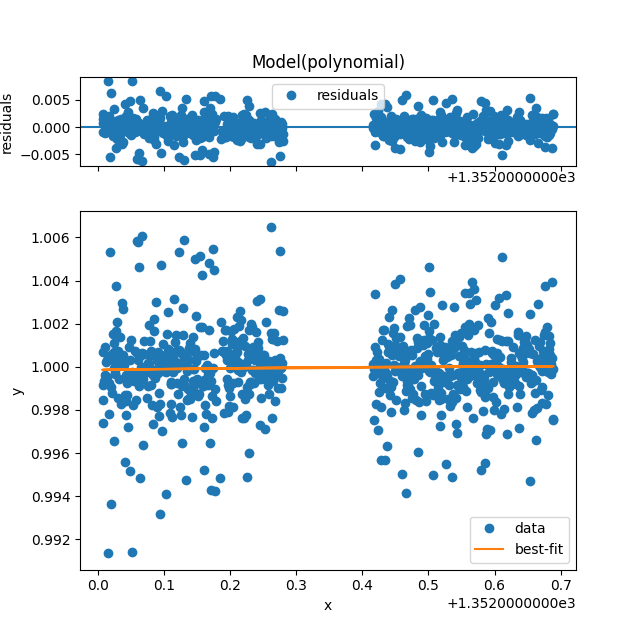 Model(polynomial)
residuals
0.005
0.000
−0.005
residuals
+1.3520000000e3
1.006
1.004
1.002
1.000
0.998
0.996
0.994
0.992
y
data
best-fit
0.0 0.1 0.2 0.3 0.4 0.5 0.6 0.7
x
+1.3520000000e3